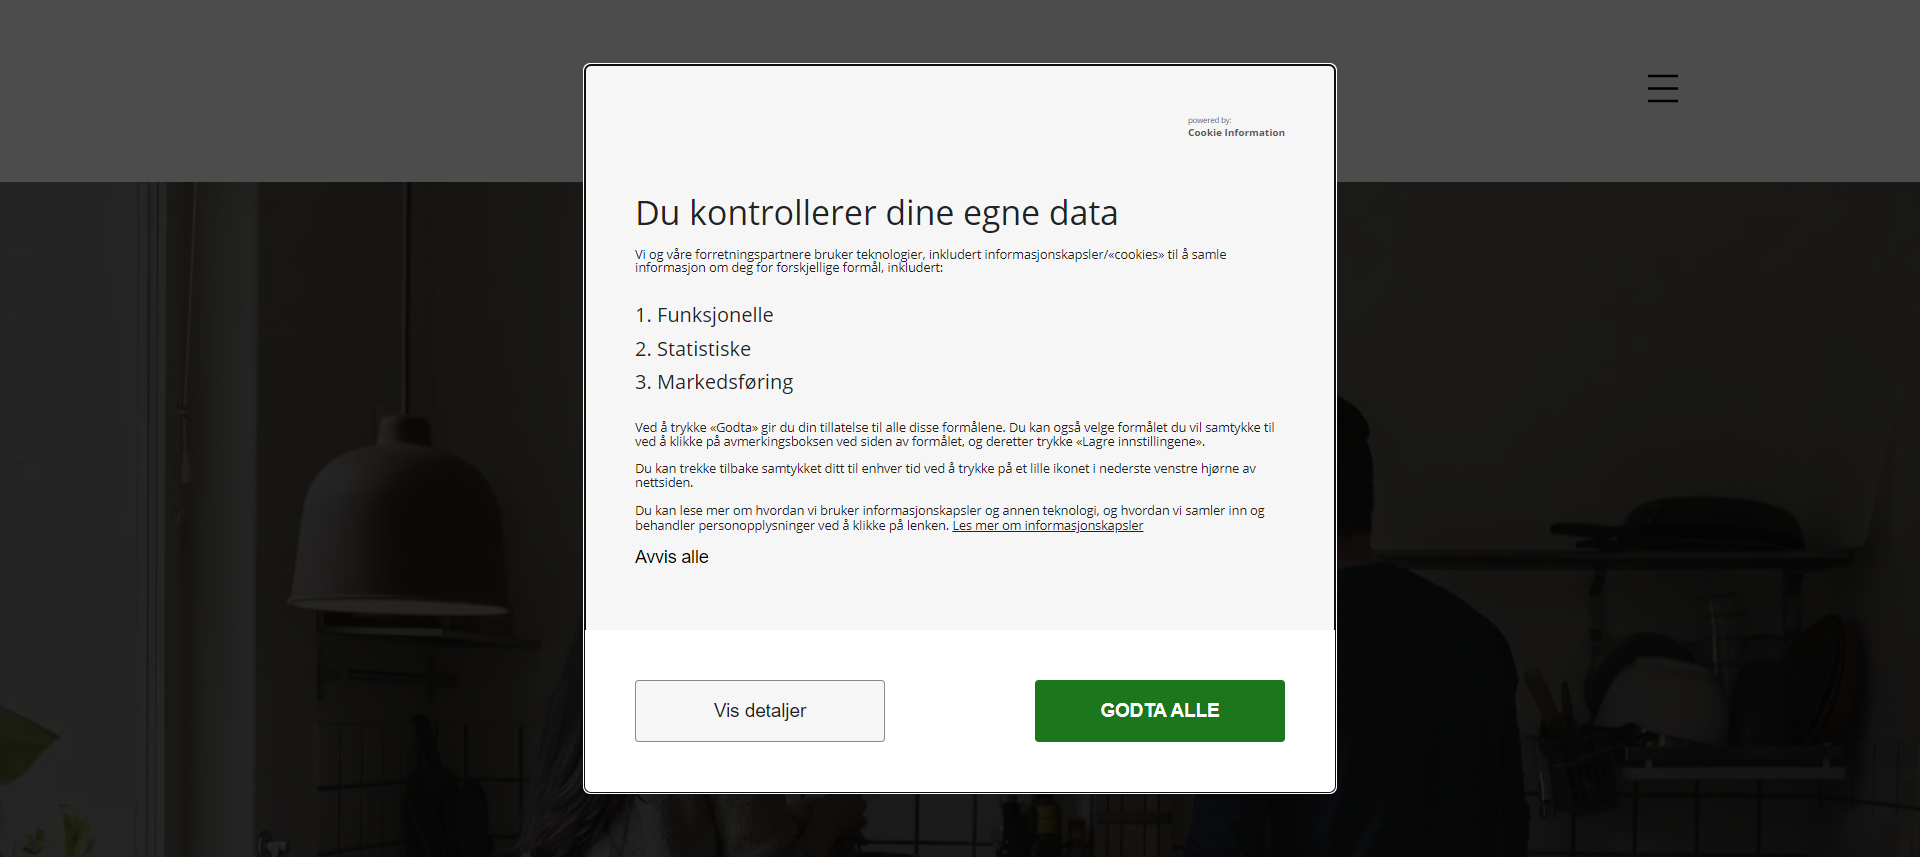 powered by:
Cookie Information
Du kontrollerer dine egne data
Vi og våre forretningspartnere bruker teknologier, inkludert informasjonskapsler/«cookies» til å samle
informasjon om deg for forskjellige formål, inkludert:
1. Funksjonelle
2. Statistiske
3. Markedsføring
Ved å trykke «Godta» gir du din tillatelse til alle disse formålene. Du kan også velge formålet du vil samtykke til
ved å klikke på avmerkingsboksen ved siden av formålet, og deretter trykke «Lagre innstillingene».
Du kan trekke tilbake samtykket ditt til enhver tid ved å trykke på et lille ikonet i nederste venstre hjørne av
nettsiden.
Du kan lese mer om hvordan vi bruker informasjonskapsler og annen teknologi, og hvordan vi samler inn og
behandler personopplysninger ved å klikke på lenken. Les mer om informasjonskapsler
Avvis alle
Vis detaljer
GODTA ALLE